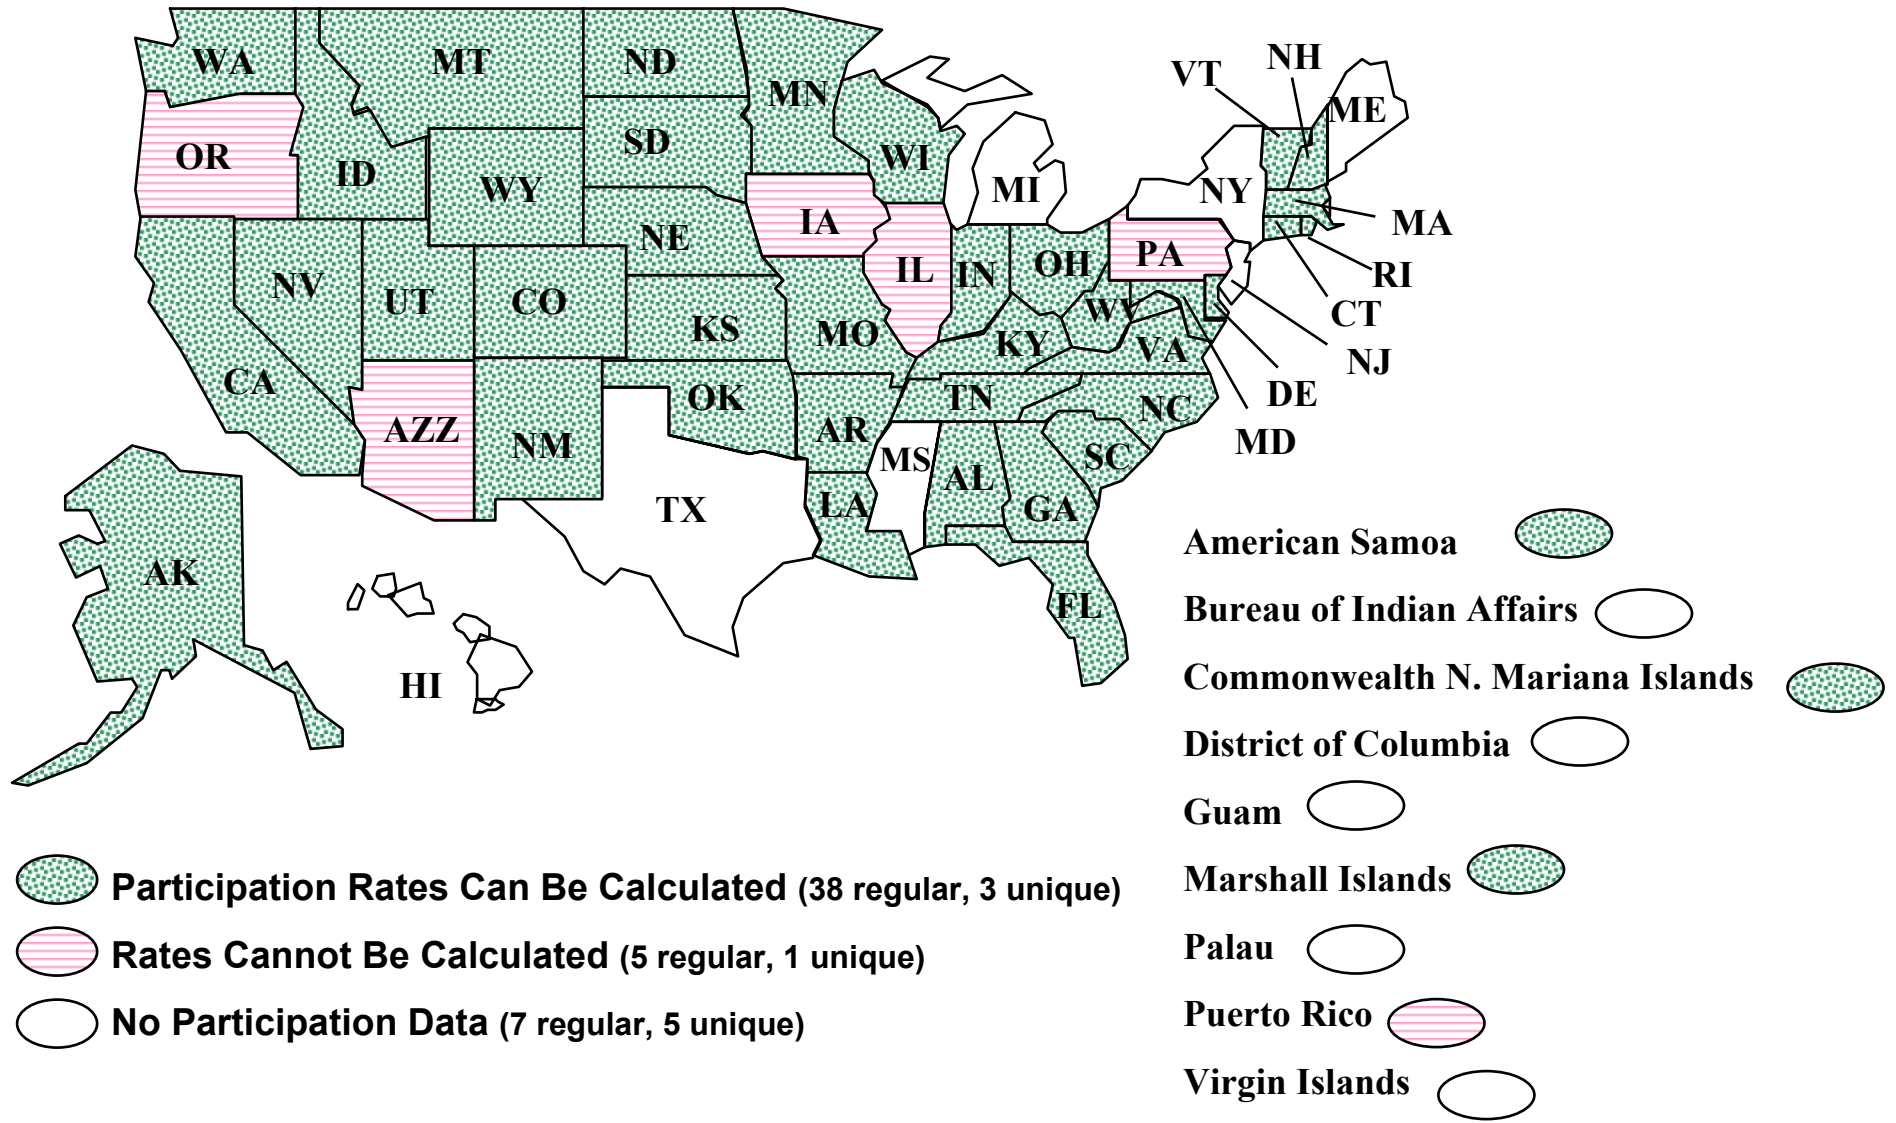 WA
MT
ND
MN
VT
NH
ME
OR
ID
WY
SD
WI
MI
NY
MA
NV
UT
CO
NE
IA
IL
IN
OH
PA
RI
CT
NJ
CA
KS
MO
KY
WV
VA
DE
MD
AZZ
NM
OK
AR
TN
NC
SC
MS
AL
GA
LA
TX
FL
AK
HI
American Samoa
Bureau of Indian Affairs
Commonwealth N. Mariana Islands
District of Columbia
Guam
Marshall Islands
Palau
Puerto Rico
Virgin Islands
Participation Rates Can Be Calculated (38 regular, 3 unique)
Rates Cannot Be Calculated (5 regular, 1 unique)
No Participation Data (7 regular, 5 unique)